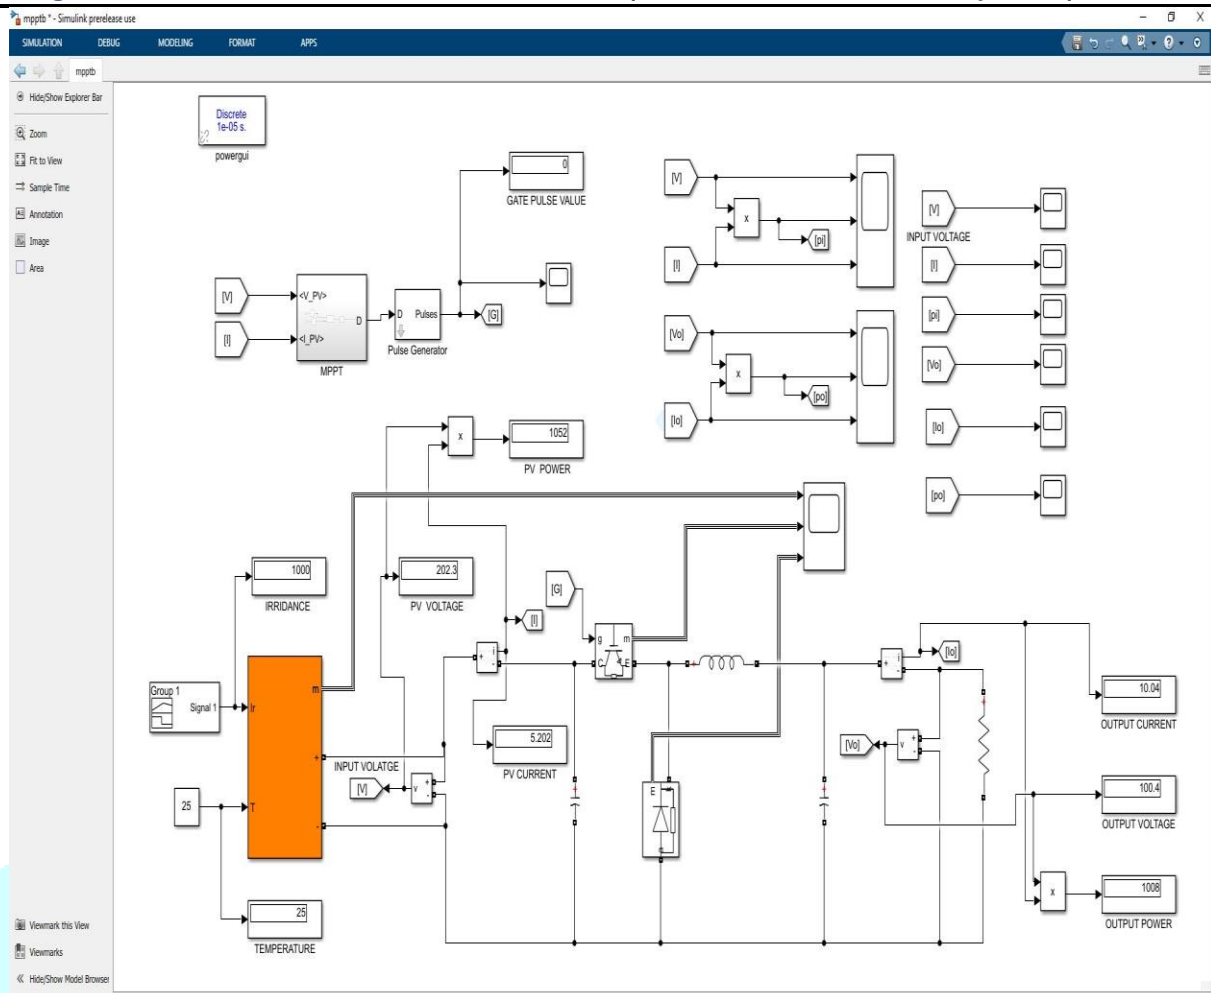 mpptb * - Simulink prerelease use
SIMULATION DEBUG MODELING FORMAT APPS
mpptb
Hide/Show Explorer Bar
Zoom
Fit to View
Sample Time
Annotation
Image
Area
Discrete
1e-05 s.
powergui
0
GATE PULSE VALUE
[V]
[I]
<V_PV>
<I_PV>
D
MPPT
D Pulses
Pulse Generator
[G]
[V]
x
[pi]
[I]
[Vo]
x
[po]
[Io]
[V]
INPUT VOLTAGE
[I]
[pi]
[Vo]
[Io]
[po]
x
1052
PV POWER
1000
IRRIDANCE
202.3
PV VOLTAGE
[G]
[I]
g m
C E
i
+
-
Group 1
Signal 1
Ir
m
+
T
-
25
INPUT VOLATGE
[V]
v
+
-
5.202
PV CURRENT
E
i
+
-
[Io]
[Vo]
v
+
-
10.04
OUTPUT CURRENT
100.4
OUTPUT VOLTAGE
x
1008
OUTPUT POWER
25
TEMPERATURE
Viewmark this View
Viewmarks
Hide/Show Model Browser